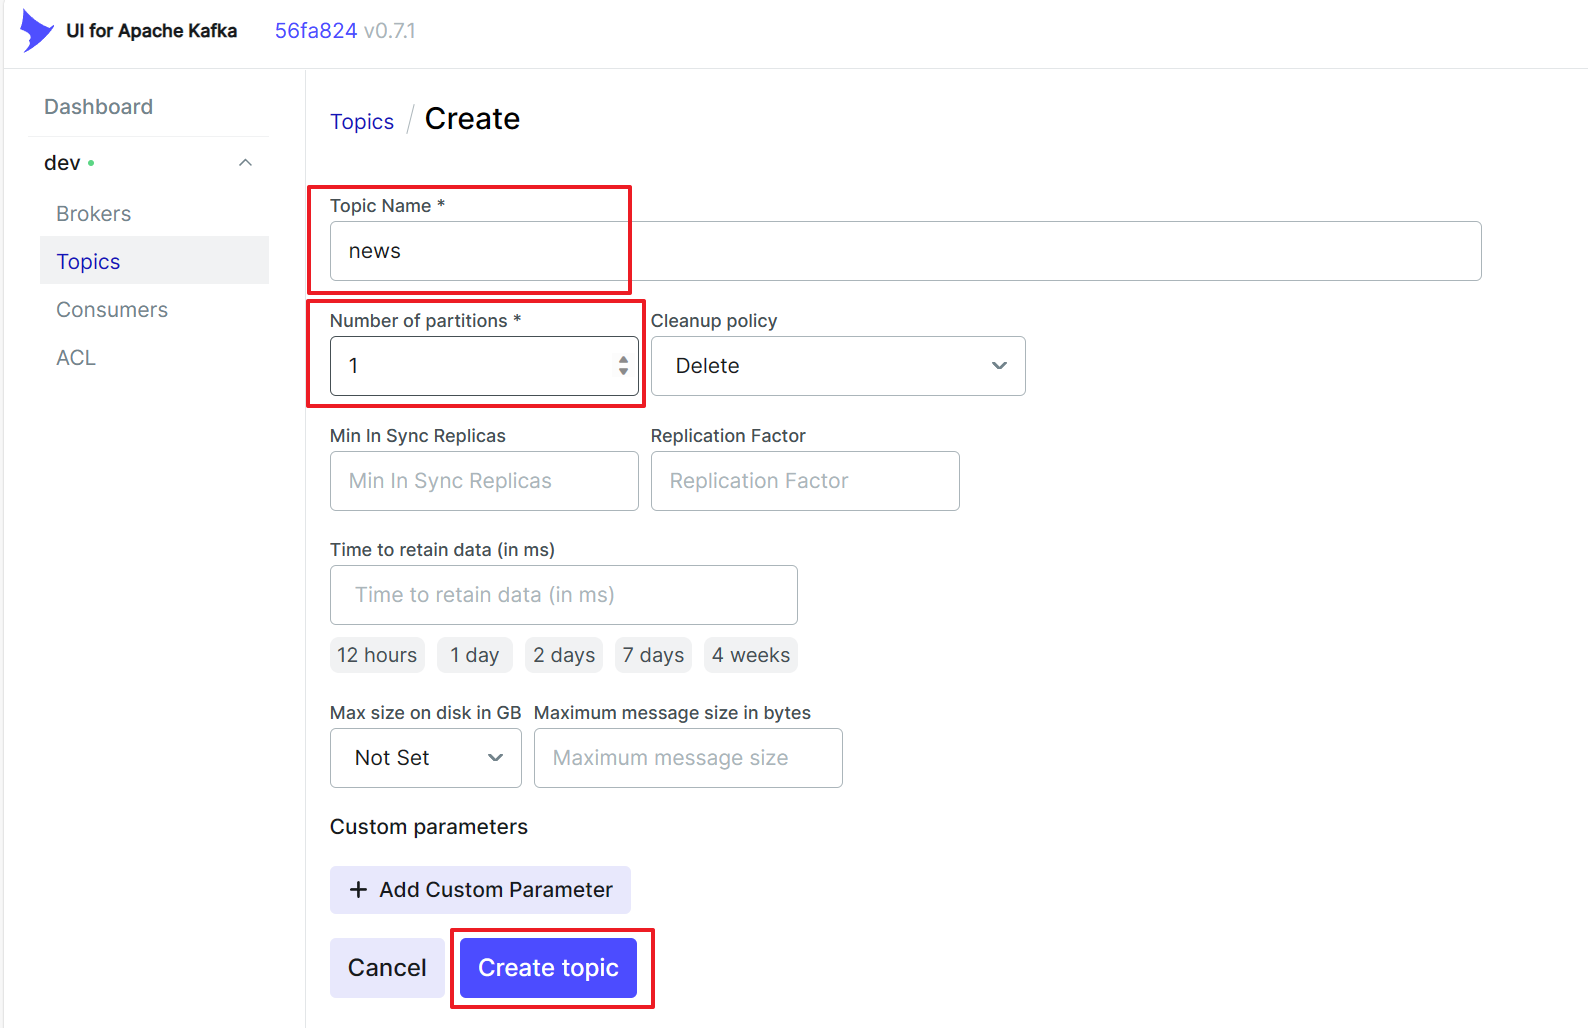 UI for Apache Kafka 56fa824 v0.7.1
Dashboard
dev
Brokers
Topics
Consumers
ACL
Topics / Create
Topic Name *
news
Number of partitions * Cleanup policy
1 Delete
Min In Sync Replicas Replication Factor
Min In Sync Replicas Replication Factor
Time to retain data (in ms)
Time to retain data (in ms)
12 hours 1 day 2 days 7 days 4 weeks
Max size on disk in GB Maximum message size in bytes
Not Set Maximum message size
Custom parameters
+ Add Custom Parameter
Cancel Create topic